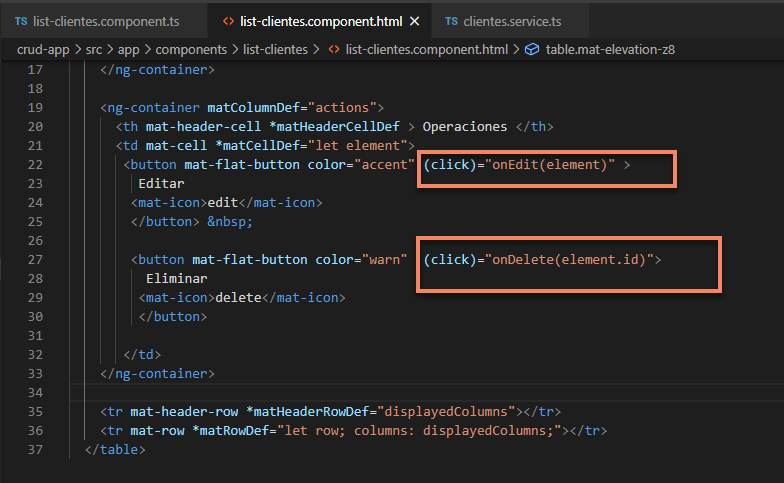 TS list-clientes.component.ts <> list-clientes.component.html × TS clientes.service.ts
crud-app > src > app > components > list-clientes > <> list-clientes.component.html > table.mat-elevation-z8
17 </ng-container>
18
19 <ng-container matColumnDef="actions">
20 <th mat-header-cell *matHeaderCellDef > Operaciones </th>
21 <td mat-cell *matCellDef="let element">
22 <button mat-flat-button color="accent" (click)="onEdit(element)" >
23 Editar
24 <mat-icon>edit</mat-icon>
25 </button> &nbsp;
26
27 <button mat-flat-button color="warn" (click)="onDelete(element.id)">
28 Eliminar
29 <mat-icon>delete</mat-icon>
30 </button>
31
32 </td>
33 </ng-container>
34
35 <tr mat-header-row *matHeaderRowDef="displayedColumns"></tr>
36 <tr mat-row *matRowDef="let row; columns: displayedColumns;"></tr>
37 </table>